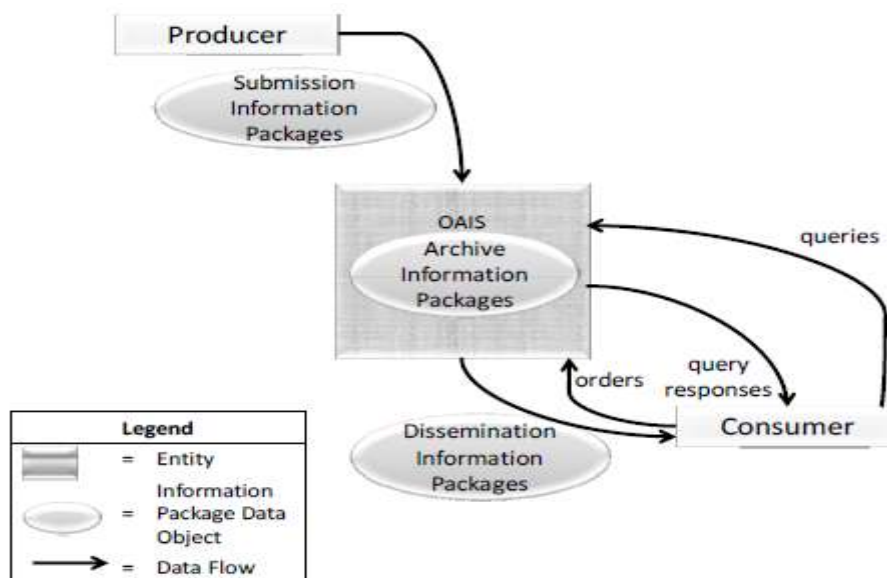 Producer
Submission
Information
Packages
OAIS
Archive
Information
Packages
queries
query
responses
orders
Consumer
Dissemination
Information
Packages
Legend
= Entity
Information
= Package Data
Object
= Data Flow